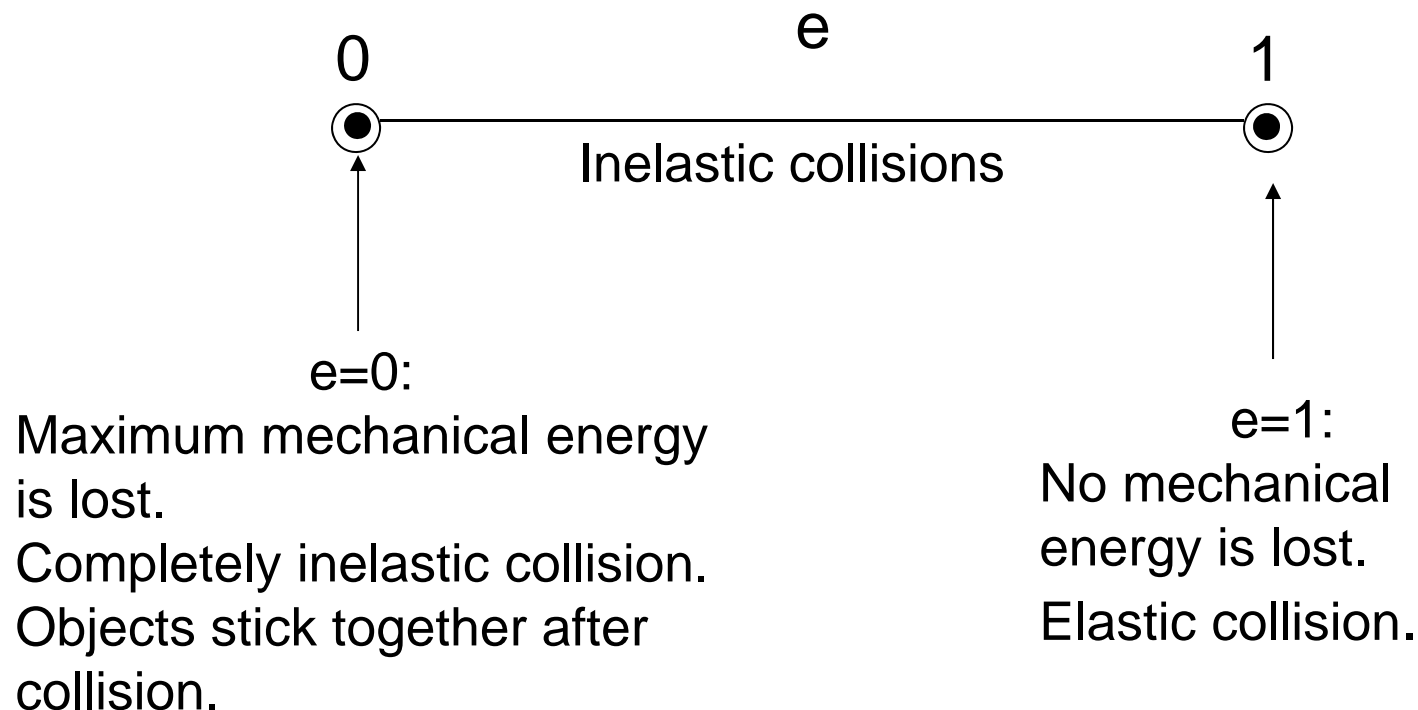 e
0 1
Inelastic collisions
e=0:
Maximum mechanical energy
is lost.
Completely inelastic collision.
Objects stick together after
collision.
e=1:
No mechanical
energy is lost.
Elastic collision.